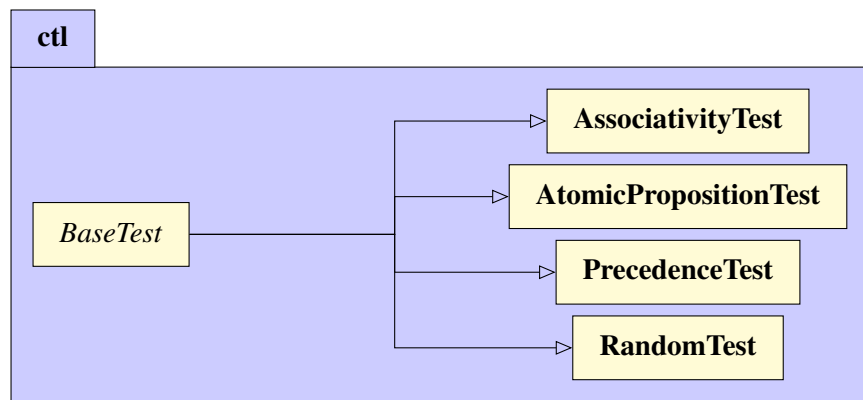 ctl
AssociativityTest
AtomicPropositionTest
BaseTest
PrecedenceTest
RandomTest